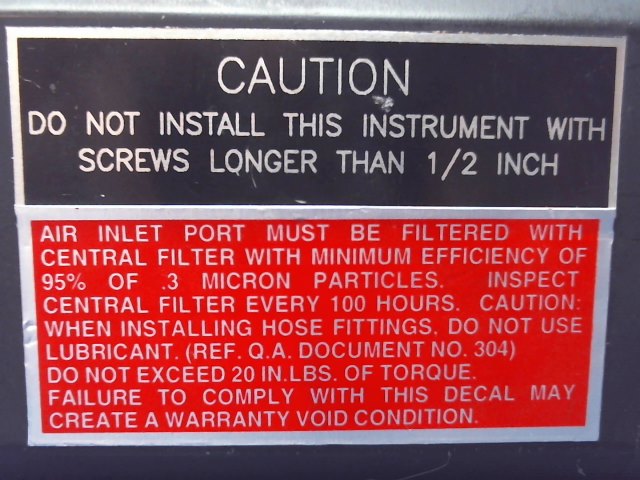 CAUTION
DO NOT INSTALL THIS INSTRUMENT WITH
SCREWS LONGER THAN 1/2 INCH
AIR INLET PORT MUST BE FILTERED WITH
CENTRAL FILTER WITH MINIMUM EFFICIENCY OF
95% OF .3 MICRON PARTICLES. INSPECT
CENTRAL FILTER EVERY 100 HOURS. CAUTION:
WHEN INSTALLING HOSE FITTINGS, DO NOT USE
LUBRICANT. (REF. Q.A. DOCUMENT NO. 304)
DO NOT EXCEED 20 IN.LBS. OF TORQUE.
FAILURE TO COMPLY WITH THIS DECAL MAY
CREATE A WARRANTY VOID CONDITION.